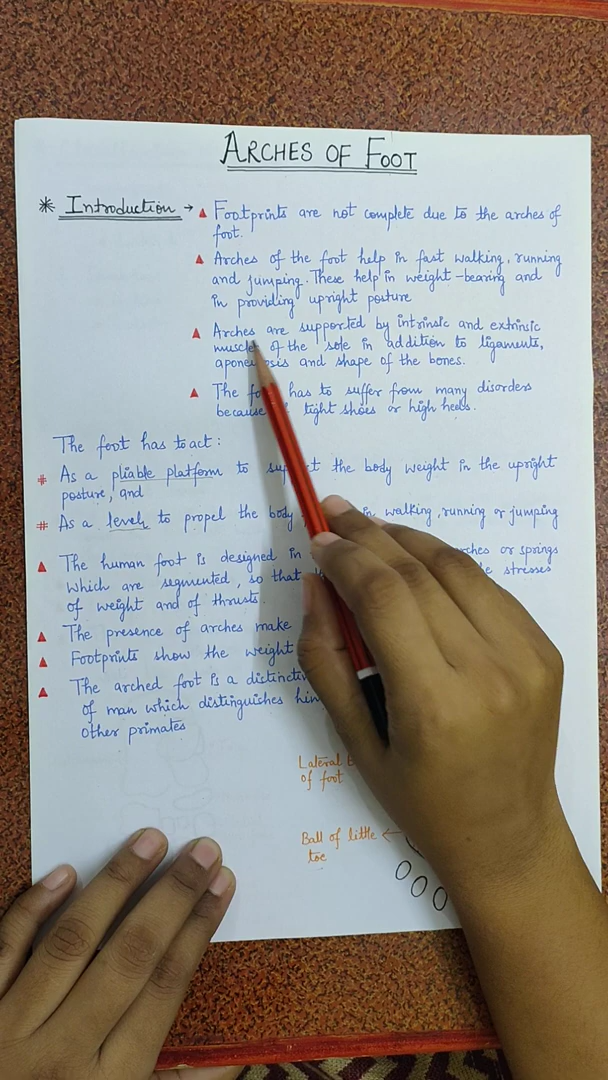 ARCHES OF FOOT
* Introduction → ▲ Footprints are not complete due to the arches of
foot.
▲ Arches of the foot help in fast walking, running
and jumping. These help in weight-bearing and
in providing upright posture
▲ Arches are supported by intrinsic and extrinsic
muscles of the sole in addition to ligaments,
aponeurosis and shape of the bones.
▲ The has to suffer from many disorders
tight shoes or high heels.
The foot has to act :
# As a pliable platform to the body weight in the upright
posture, and
# As a lever to propel the body in walking, running or jumping
▲ The human foot is designed in or springs
which are segmented, so that stresses
of weight and of thrusts.
▲ The presence of arches make
▲ Footprints show the weight
▲ The arched foot is a
of man which distinguishes
other primates
Lateral
of foot
Ball of little ←
toe